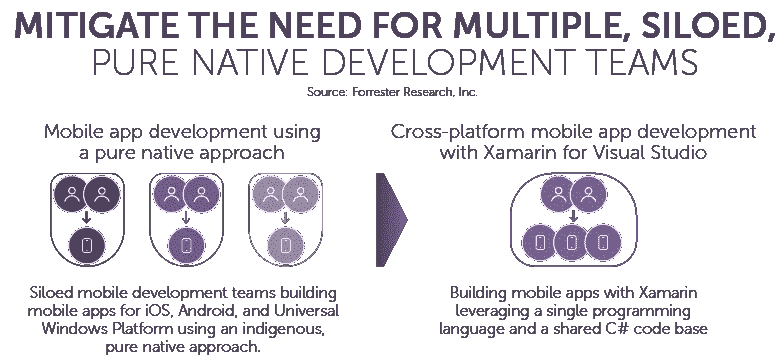 MITIGATE THE NEED FOR MULTIPLE, SILOED,
PURE NATIVE DEVELOPMENT TEAMS
Source: Forrester Research, Inc.
Mobile app development using
a pure native approach
Siloed mobile development teams building
mobile apps for iOS, Android, and Universal
Windows Platform using an indigenous,
pure native approach.
Cross-platform mobile app development
with Xamarin for Visual Studio
Building mobile apps with Xamarin
leveraging a single programming
language and a shared C# code base